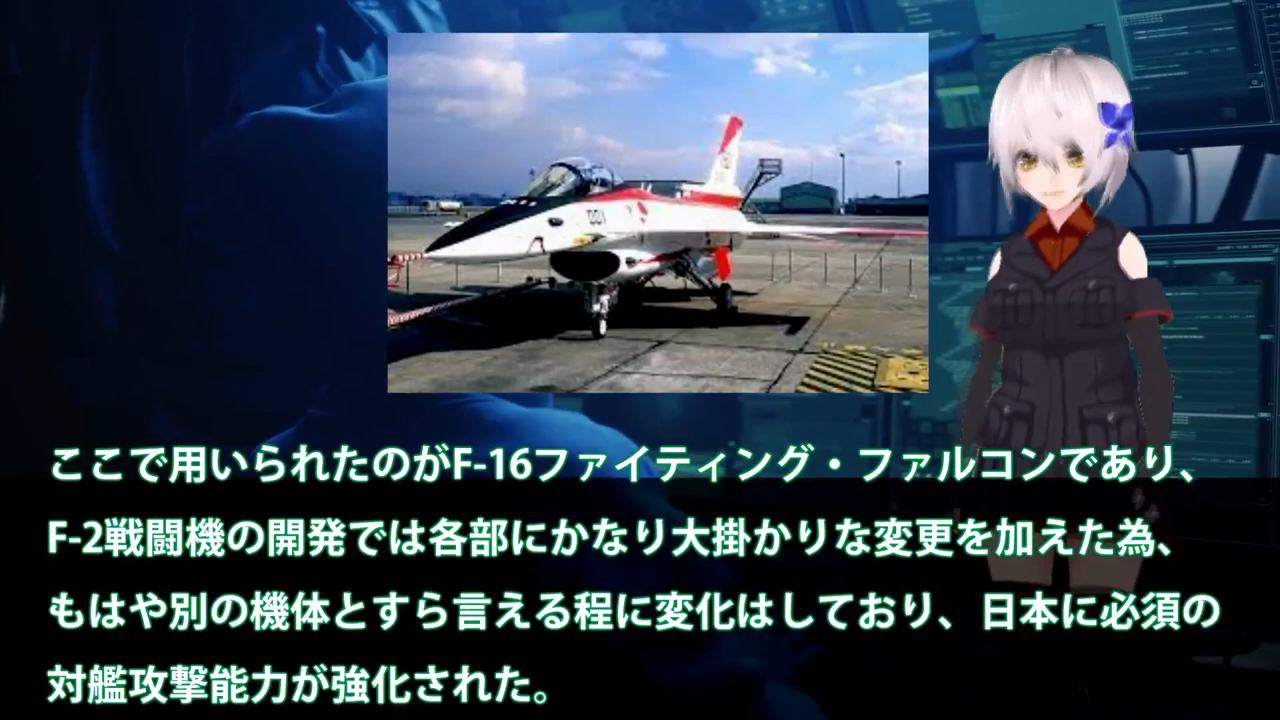 001
ここで用いられたのがF-16ファイティング・ファルコンであり、
F-2戦闘機の開発では各部にかなり大掛かりな変更を加えた為、
もはや別の機体とすら言える程に変化はしており、日本に必須の
対艦攻撃能力が強化された。